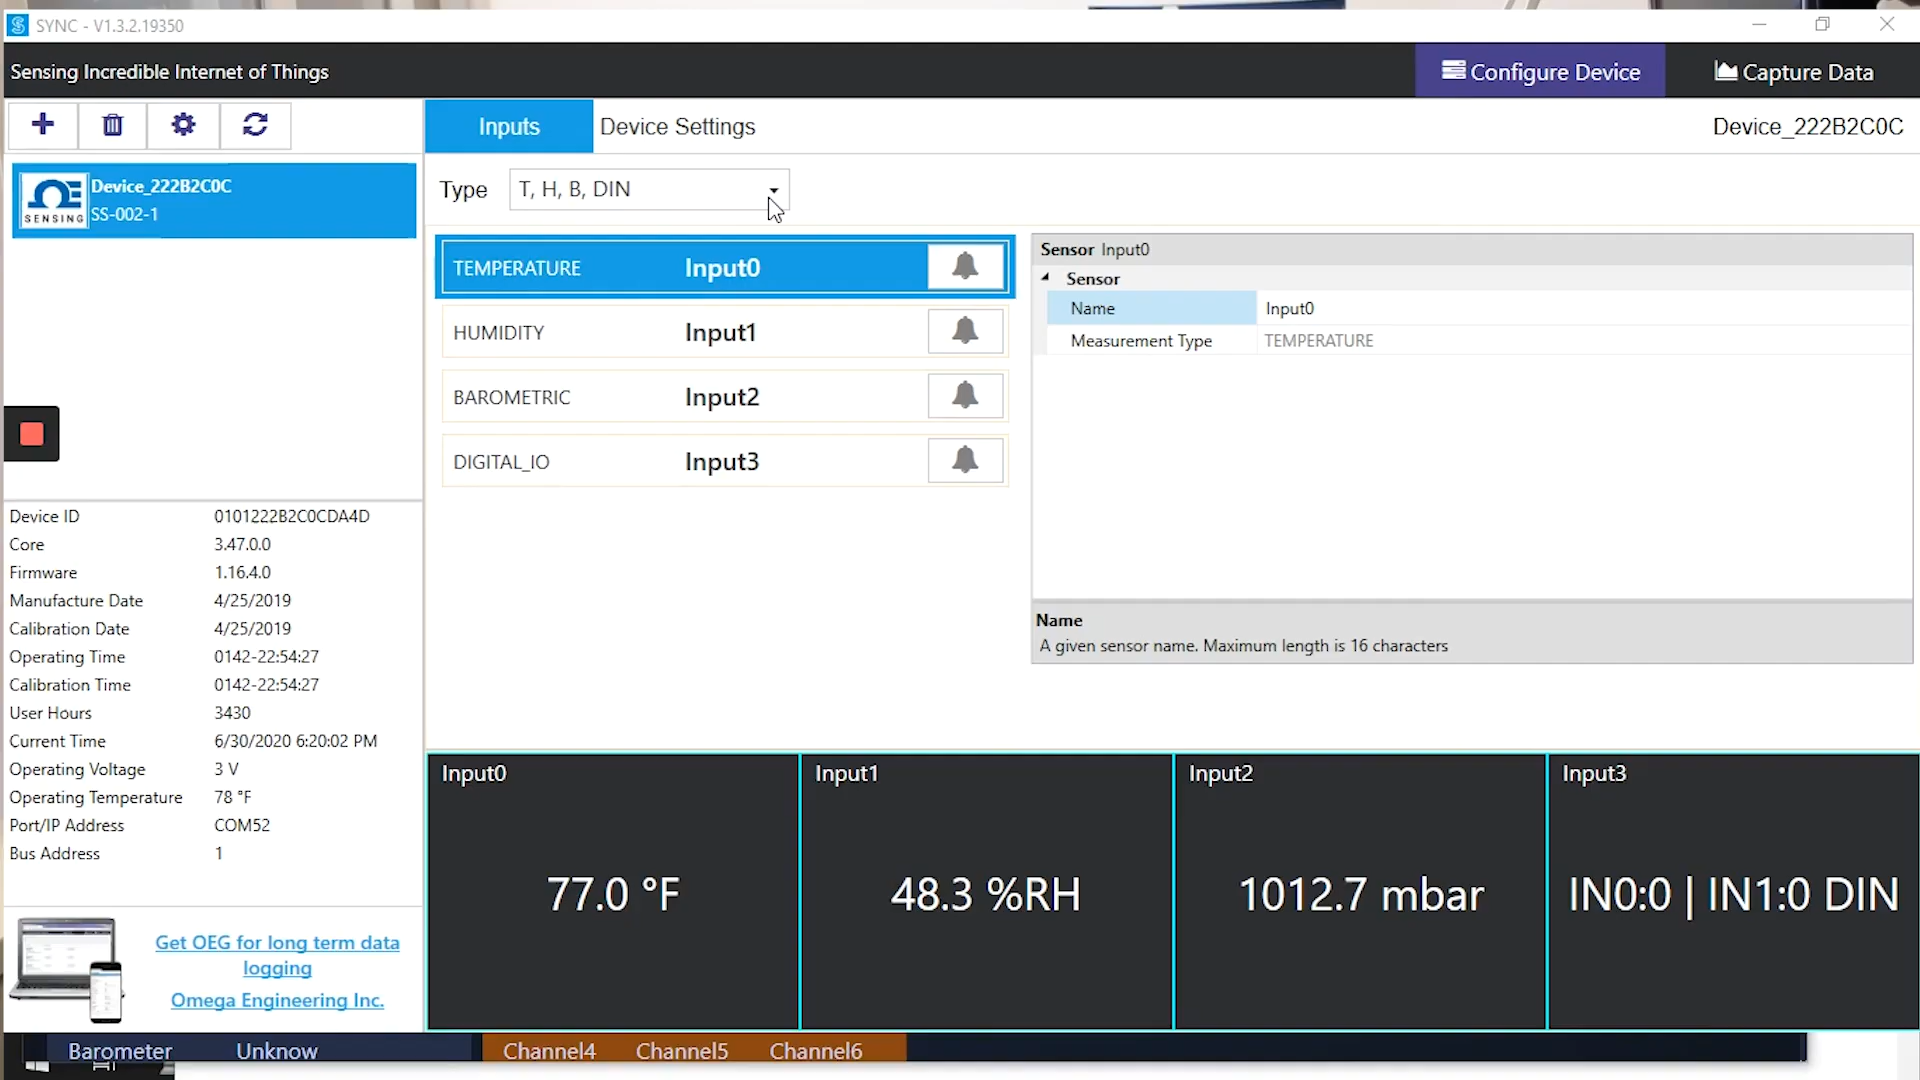 SYNC - V1.3.2.19350
Sensing Incredible Internet of Things
Configure Device
Capture Data
Inputs
Device Settings
Device_222B2C0C
SENSING
Device_222B2C0C
SS-002-1
Type
T, H, B, DIN
TEMPERATURE Input0
HUMIDITY Input1
BAROMETRIC Input2
DIGITAL_IO Input3
Sensor Input0
Sensor
Name Input0
Measurement Type TEMPERATURE
Name
A given sensor name. Maximum length is 16 characters
Device ID 0101222B2C0CDA4D
Core 3.47.0.0
Firmware 1.16.4.0
Manufacture Date 4/25/2019
Calibration Date 4/25/2019
Operating Time 0142-22:54:27
Calibration Time 0142-22:54:27
User Hours 3430
Current Time 6/30/2020 6:20:02 PM
Operating Voltage 3 V
Operating Temperature 78 °F
Port/IP Address COM52
Bus Address 1
Get OEG for long term data
logging
Omega Engineering Inc.
Input0
77.0 °F
Input1
48.3 %RH
Input2
1012.7 mbar
Input3
IN0:0 | IN1:0 DIN
Barometer Unknow Channel4 Channel5 Channel6